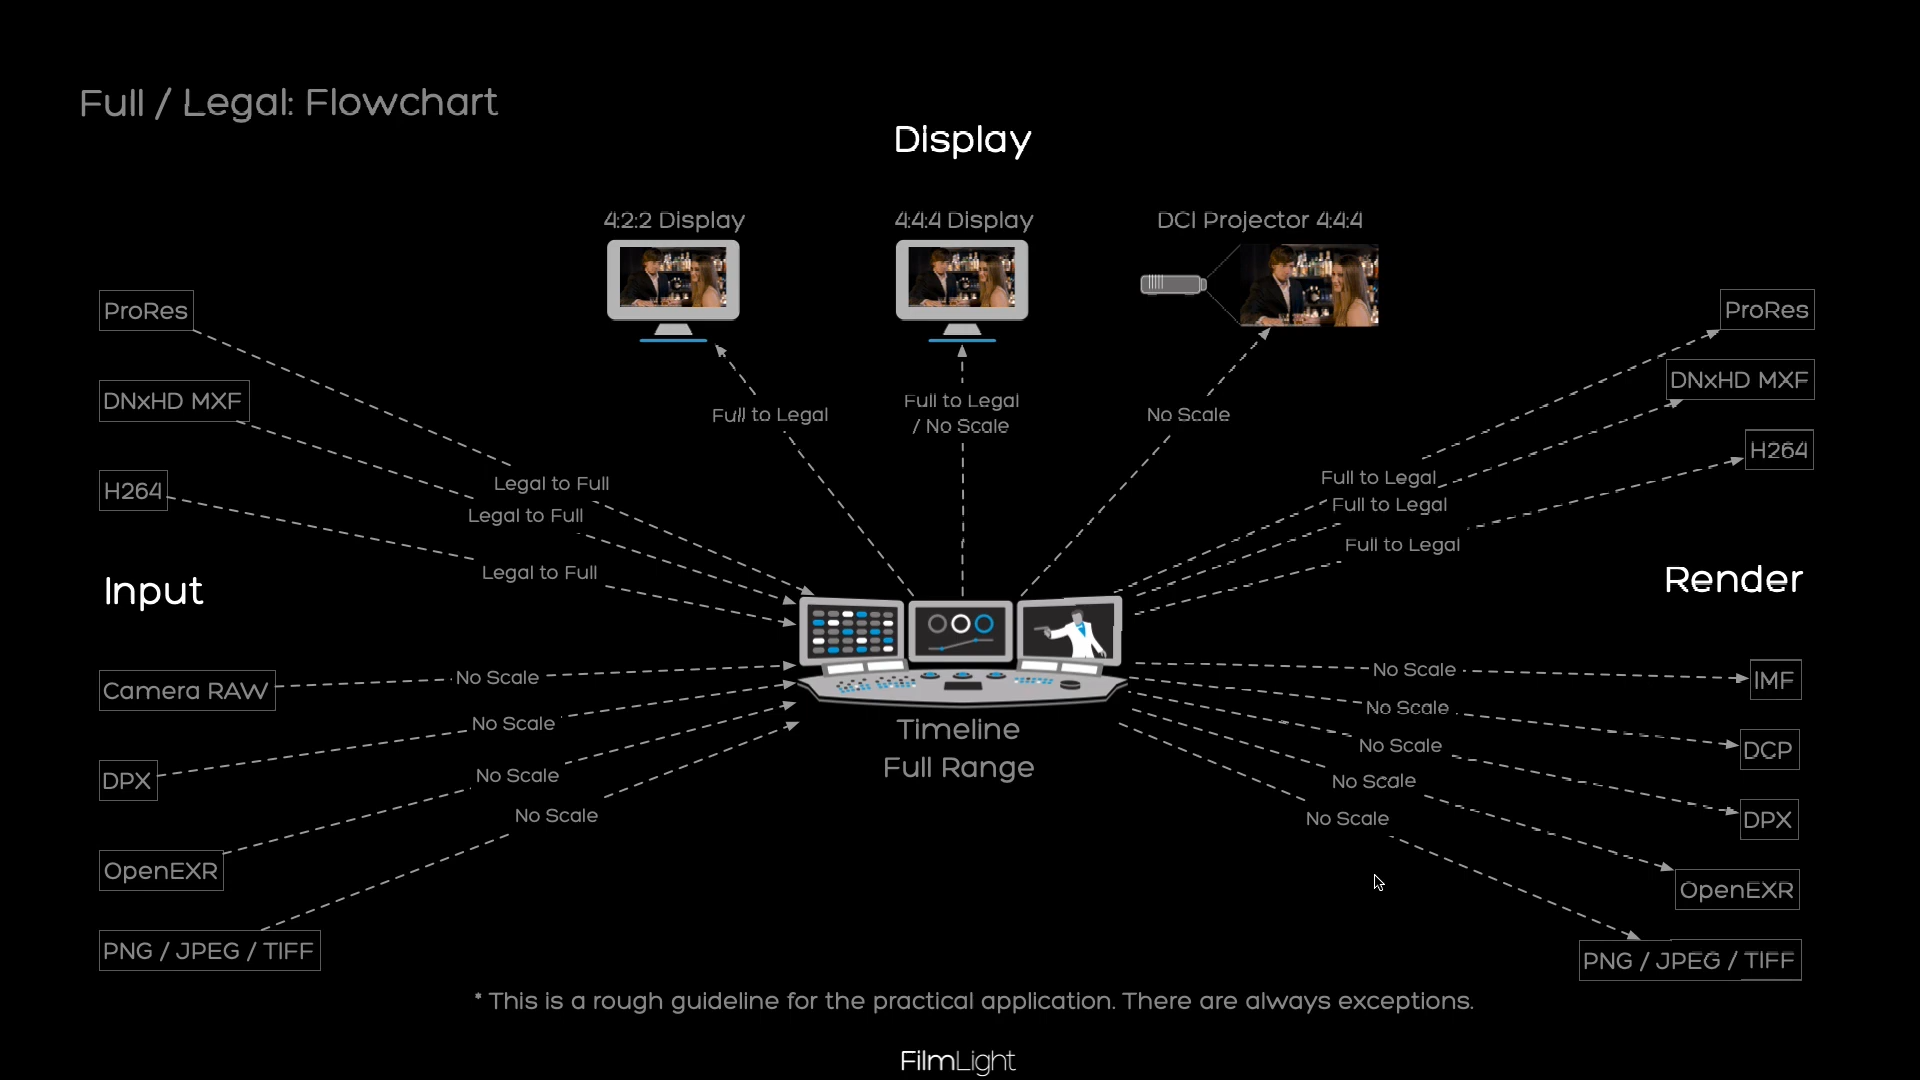 Full / Legal: Flowchart
Display
4:2:2 Display
4:4:4 Display
DCI Projector 4:4:4
ProRes
DNxHD MXF
H264
Legal to Full
Legal to Full
Legal to Full
Full to Legal
Full to Legal
/ No Scale
No Scale
ProRes
DNxHD MXF
H264
Full to Legal
Full to Legal
Full to Legal
Input
Render
Camera RAW
DPX
OpenEXR
PNG / JPEG / TIFF
No Scale
No Scale
No Scale
No Scale
Timeline
Full Range
No Scale
No Scale
No Scale
No Scale
No Scale
IMF
DCP
DPX
OpenEXR
PNG / JPEG / TIFF
* This is a rough guideline for the practical application. There are always exceptions.
FilmLight